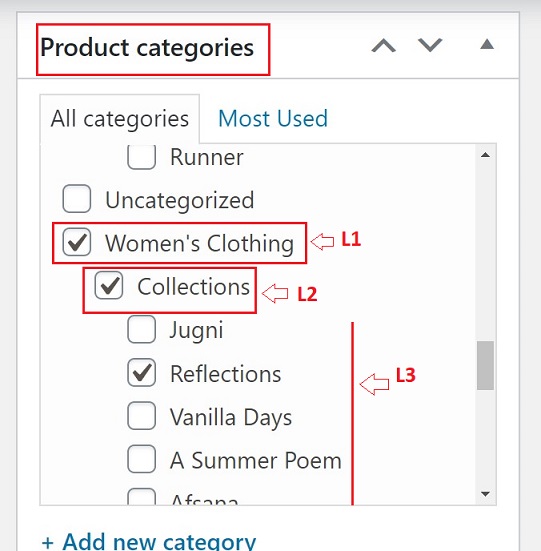 Product categories
All categories Most Used
Runner
Uncategorized
Women's Clothing L1
Collections L2
Jugni
Reflections L3
Vanilla Days
A Summer Poem
Afsana
+ Add new category